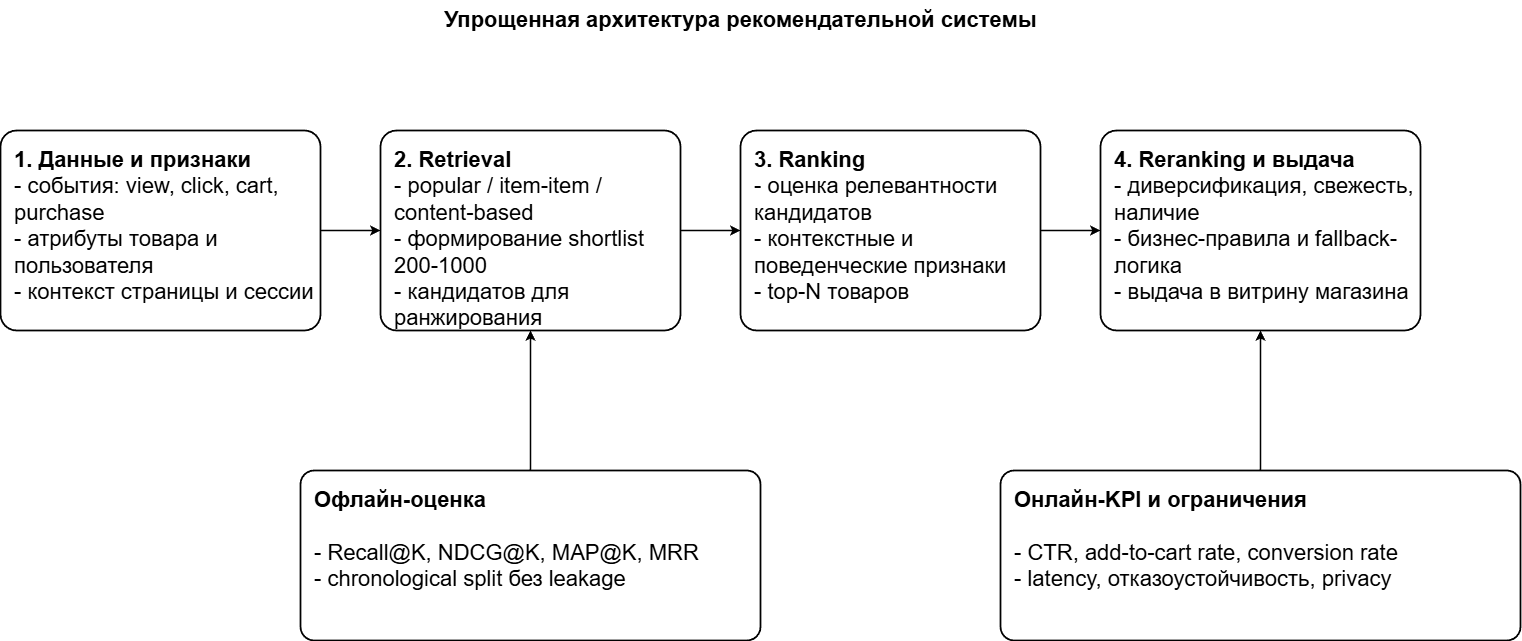 Упрощенная архитектура рекомендательной системы
1. Данные и признаки
- события: view, click, cart,
purchase
- атрибуты товара и
пользователя
- контекст страницы и сессии
2. Retrieval
- popular / item-item /
content-based
- формирование shortlist
200-1000
- кандидатов для
ранжирования
3. Ranking
- оценка релевантности
кандидатов
- контекстные и
поведенческие признаки
- top-N товаров
4. Reranking и выдача
- диверсификация, свежесть,
наличие
- бизнес-правила и fallback-
логика
- выдача в витрину магазина
Офлайн-оценка
- Recall@K, NDCG@K, MAP@K, MRR
- chronological split без leakage
Онлайн-KPI и ограничения
- CTR, add-to-cart rate, conversion rate
- latency, отказоустойчивость, privacy